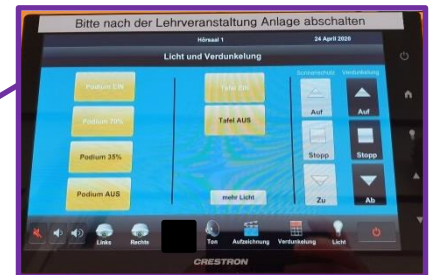 Bitte nach der Lehrveranstaltung Anlage abschalten
Hörsaal 1
24 April 2020
Licht und Verdunkelung
Sonnenschutz
Verdunkelung
Podium EIN
Tafel EIN
Podium 70%
Tafel AUS
Auf
Auf
Podium 35%
Stopp
Stopp
Podium AUS
mehr Licht
Zu
Ab
Links
Rechts
Ton
Aufzeichnung
Verdunkelung
Licht
CRESTRON